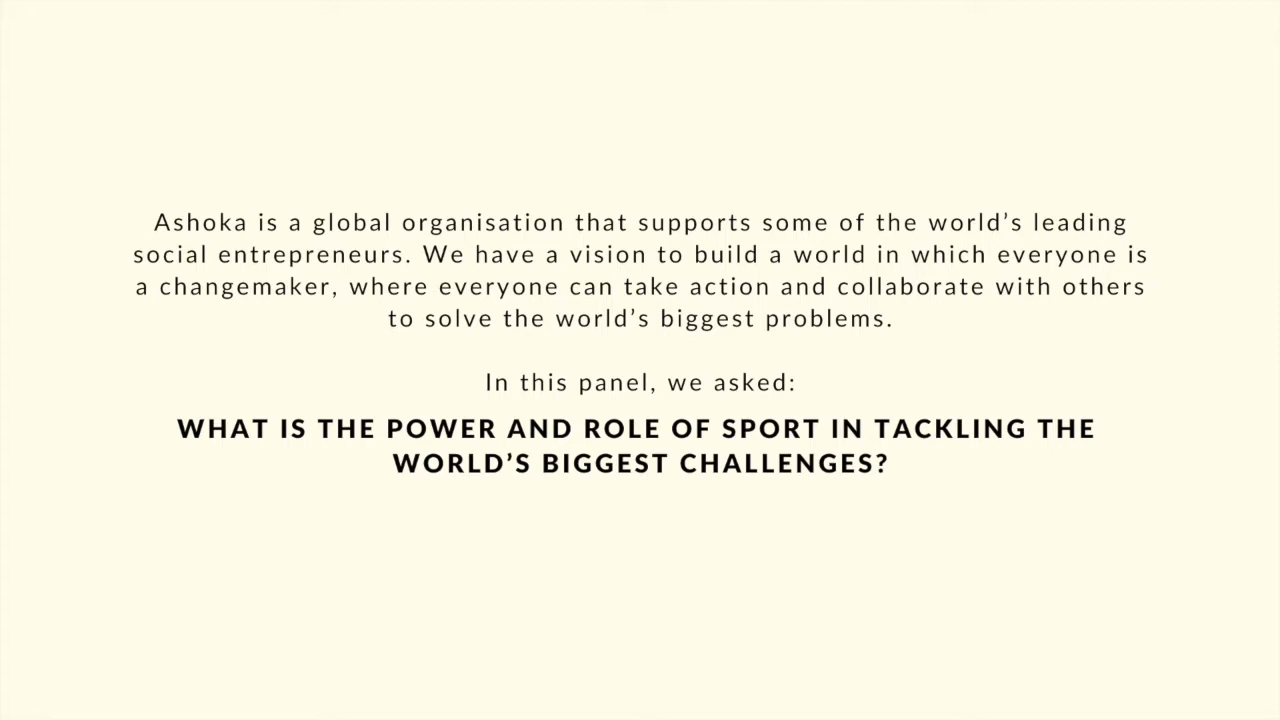 Ashoka is a global organisation that supports some of the world’s leading
social entrepreneurs. We have a vision to build a world in which everyone is
a changemaker, where everyone can take action and collaborate with others
to solve the world’s biggest problems.
In this panel, we asked:
WHAT IS THE POWER AND ROLE OF SPORT IN TACKLING THE
WORLD’S BIGGEST CHALLENGES?